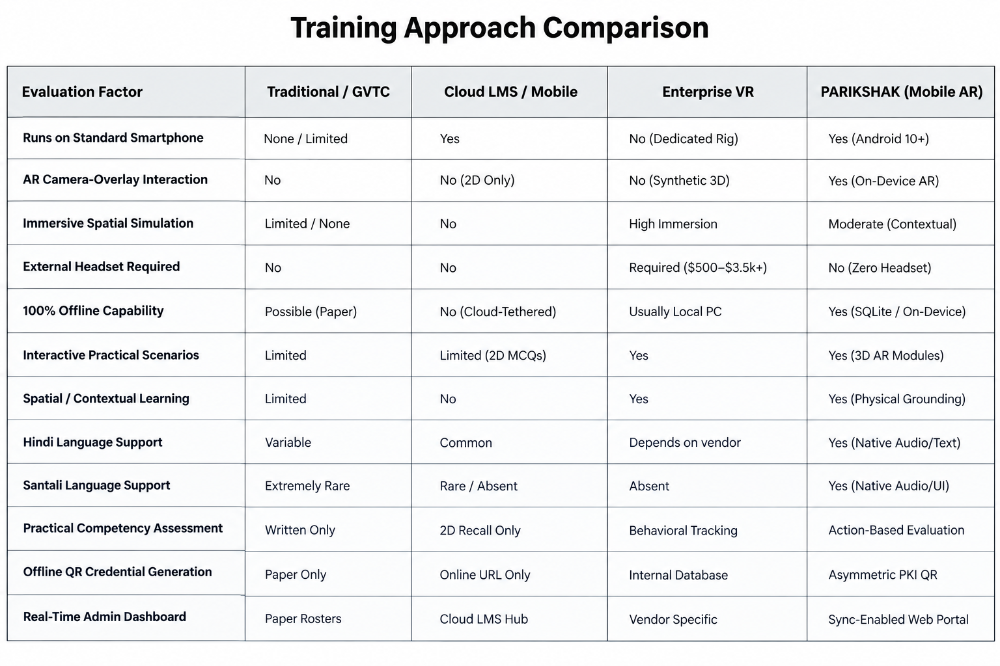 Training Approach Comparison
Evaluation Factor Traditional / GVTC Cloud LMS / Mobile Enterprise VR PARIKSHAK (Mobile AR)
Runs on Standard Smartphone None / Limited Yes No (Dedicated Rig) Yes (Android 10+)
AR Camera-Overlay Interaction No No (2D Only) No (Synthetic 3D) Yes (On-Device AR)
Immersive Spatial Simulation Limited / None No High Immersion Moderate (Contextual)
External Headset Required No No Required ($500–$3.5k+) No (Zero Headset)
100% Offline Capability Possible (Paper) No (Cloud-Tethered) Usually Local PC Yes (SQLite / On-Device)
Interactive Practical Scenarios Limited Limited (2D MCQs) Yes Yes (3D AR Modules)
Spatial / Contextual Learning Limited No Yes Yes (Physical Grounding)
Hindi Language Support Variable Common Depends on vendor Yes (Native Audio/Text)
Santali Language Support Extremely Rare Rare / Absent Absent Yes (Native Audio/UI)
Practical Competency Assessment Written Only 2D Recall Only Behavioral Tracking Action-Based Evaluation
Offline QR Credential Generation Paper Only Online URL Only Internal Database Asymmetric PKI QR
Real-Time Admin Dashboard Paper Rosters Cloud LMS Hub Vendor Specific Sync-Enabled Web Portal